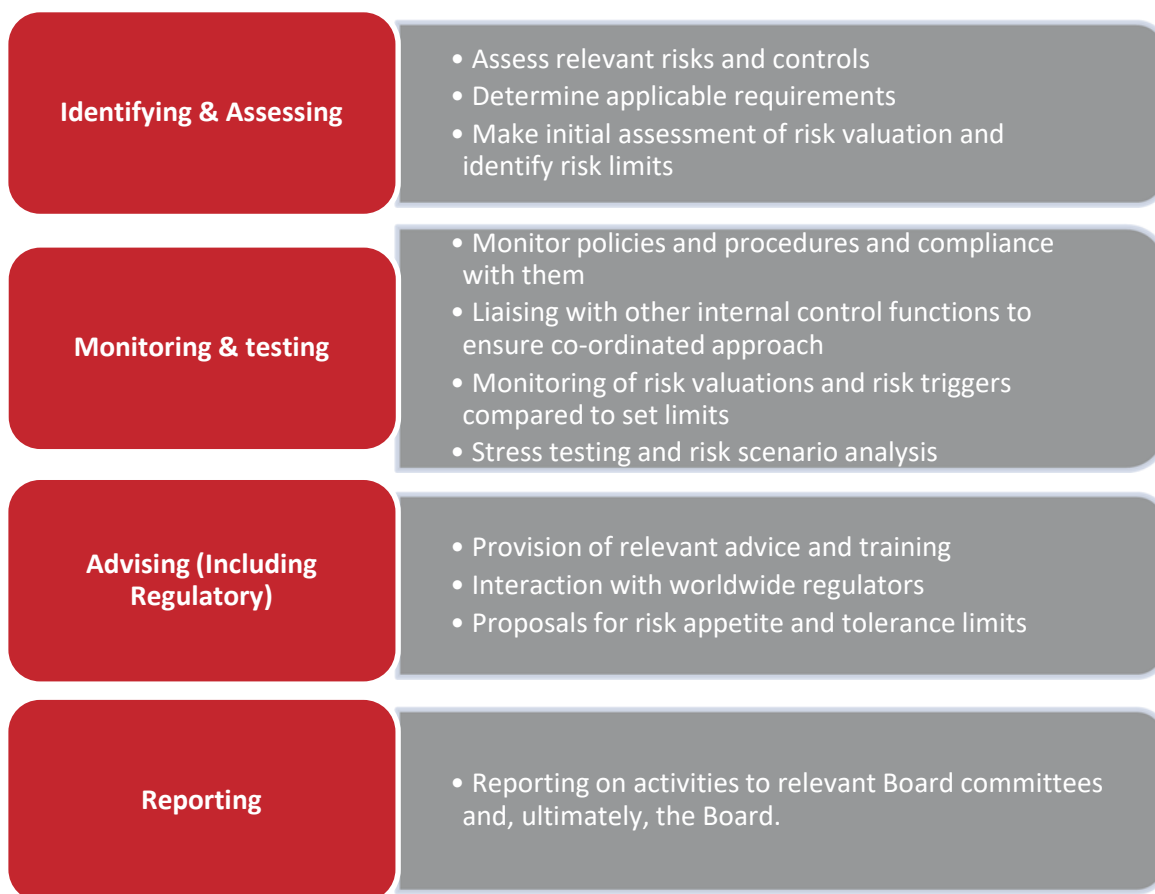 Identifying & Assessing
• Assess relevant risks and controls
• Determine applicable requirements
• Make initial assessment of risk valuation and
identify risk limits
Monitoring & testing
• Monitor policies and procedures and compliance
with them
• Liaising with other internal control functions to
ensure co-ordinated approach
• Monitoring of risk valuations and risk triggers
compared to set limits
• Stress testing and risk scenario analysis
Advising (Including
Regulatory)
• Provision of relevant advice and training
• Interaction with worldwide regulators
• Proposals for risk appetite and tolerance limits
Reporting
• Reporting on activities to relevant Board committees
and, ultimately, the Board.